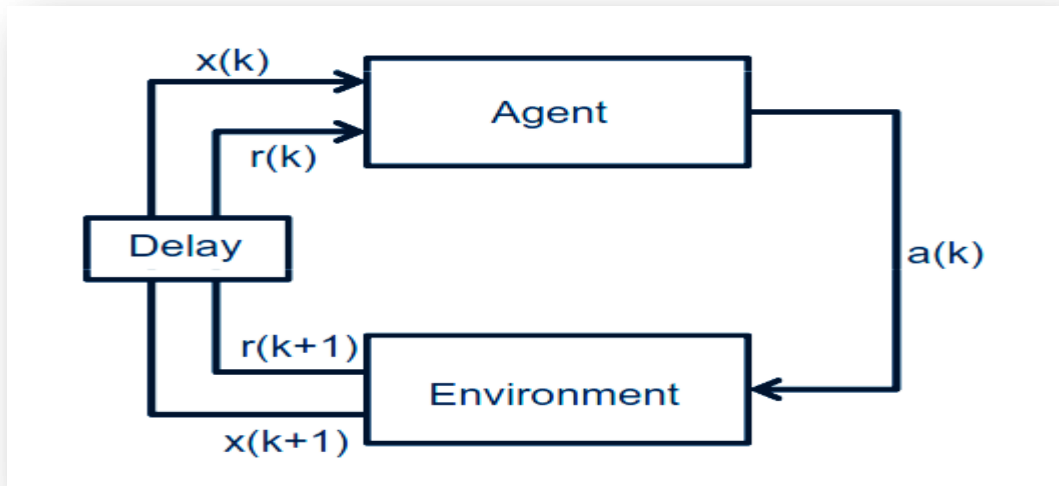 x(k)
Agent
r(k)
Delay
a(k)
r(k+1)
Environment
x(k+1)